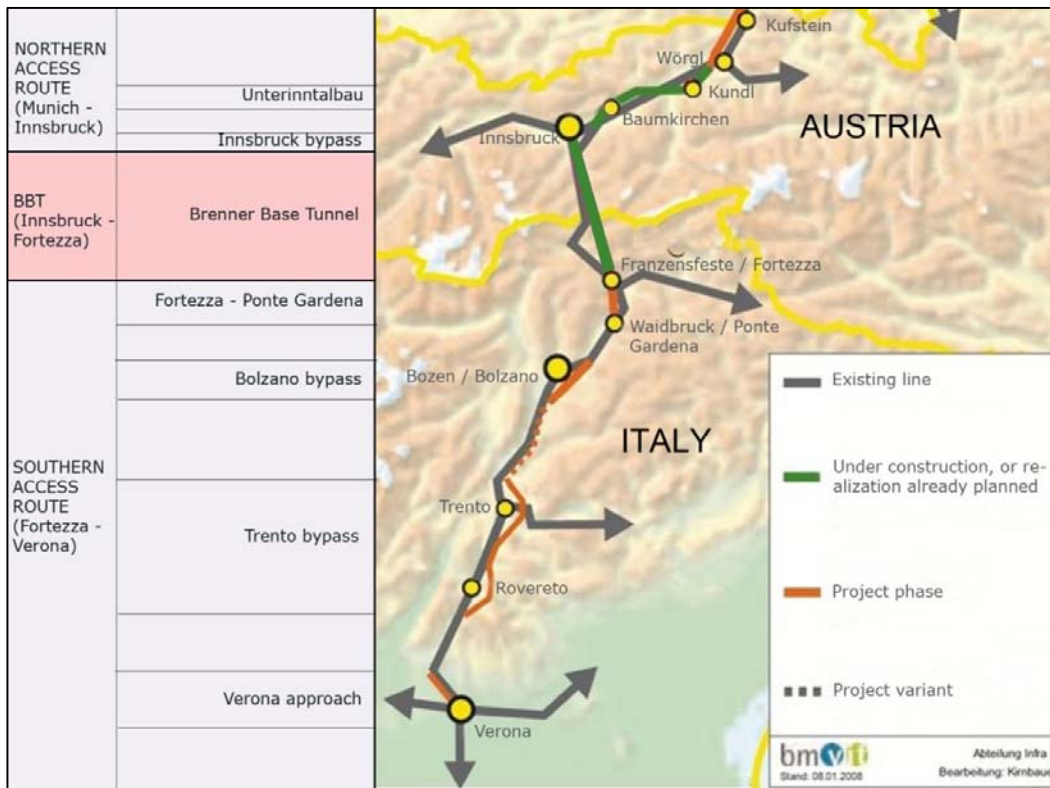 NORTHERN
ACCESS
ROUTE
(Munich -
Innsbruck)
Unterinntalbau
Innsbruck bypass
BBT
(Innsbruck -
Fortezza)
Brenner Base Tunnel
Fortezza - Ponte Gardena
Bolzano bypass
SOUTHERN
ACCESS
ROUTE
(Fortezza -
Verona)
Trento bypass
Verona approach
Kufstein
Wörgl
Kundl
Baumkirchen
Innsbruck
AUSTRIA
Franzensfeste / Fortezza
Waidbruck / Ponte
Gardena
Bozen / Bolzano
ITALY
Trento
Rovereto
Verona
Existing line
Under construction, or re-
alization already planned
Project phase
Project variant
bmvit
Stand: 08.01.2008
Abteilung Infra
Bearbeitung: Kirnbaue